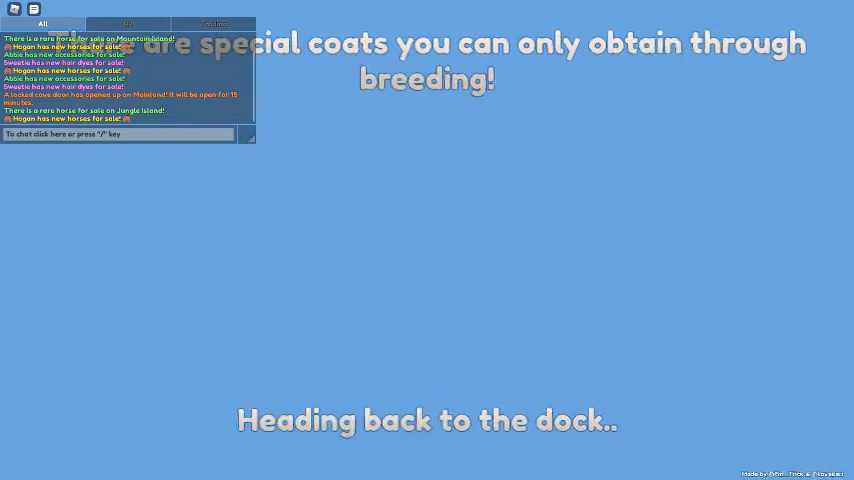 All
Trading
There is a rare horse for sale on Mountain Island!
Hogan has new horses for sale!
Abbie has new accessories for sale!
Sweetie has new hair dyes for sale!
Hogan has new horses for sale!
Abbie has new accessories for sale!
Sweetie has new hair dyes for sale!
A locked cave door has opened up on Mainland! It will be open for 15
minutes.
There is a rare horse for sale on Jungle Island!
Hogan has new horses for sale!
To chat click here or press "/" key
are special coats you can only obtain through
breeding!
Heading back to the dock..
Made by